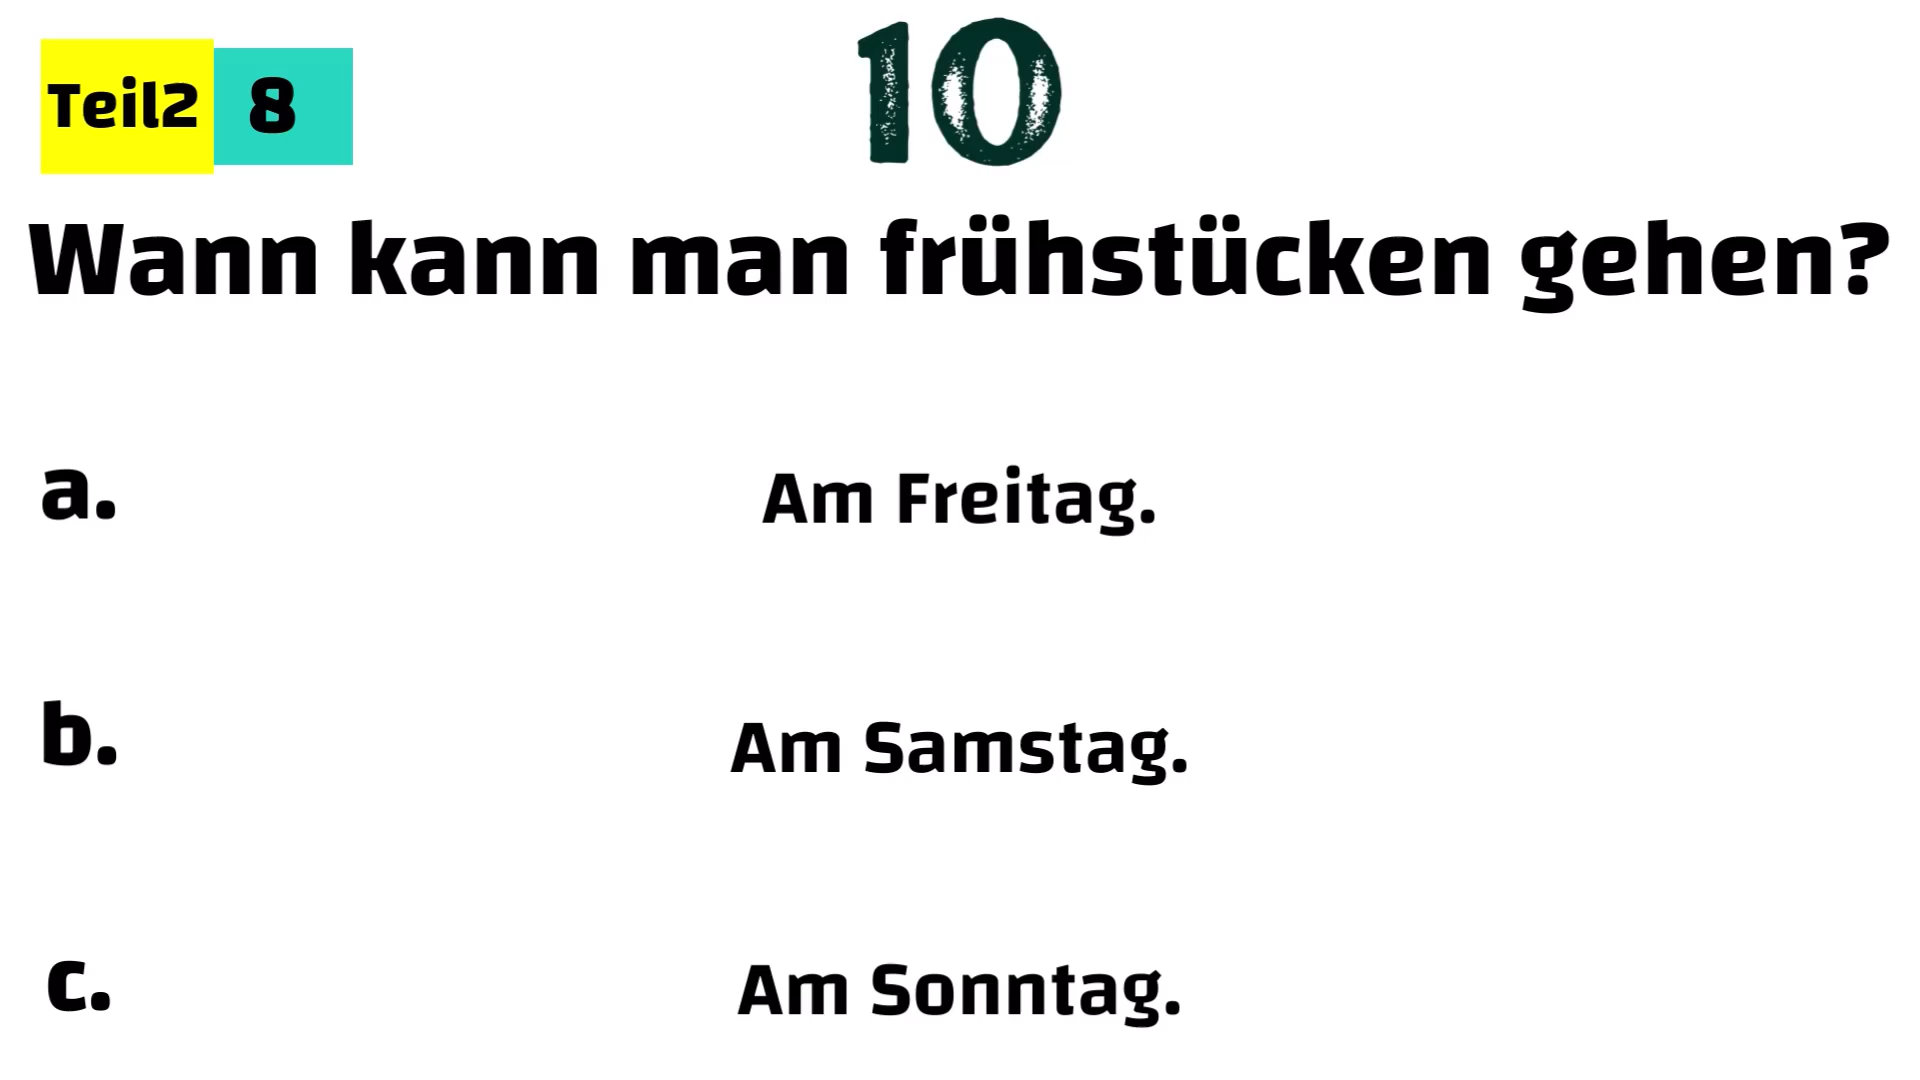 Teil2 8
10
Wann kann man frühstücken gehen?
a. Am Freitag.
b. Am Samstag.
c. Am Sonntag.